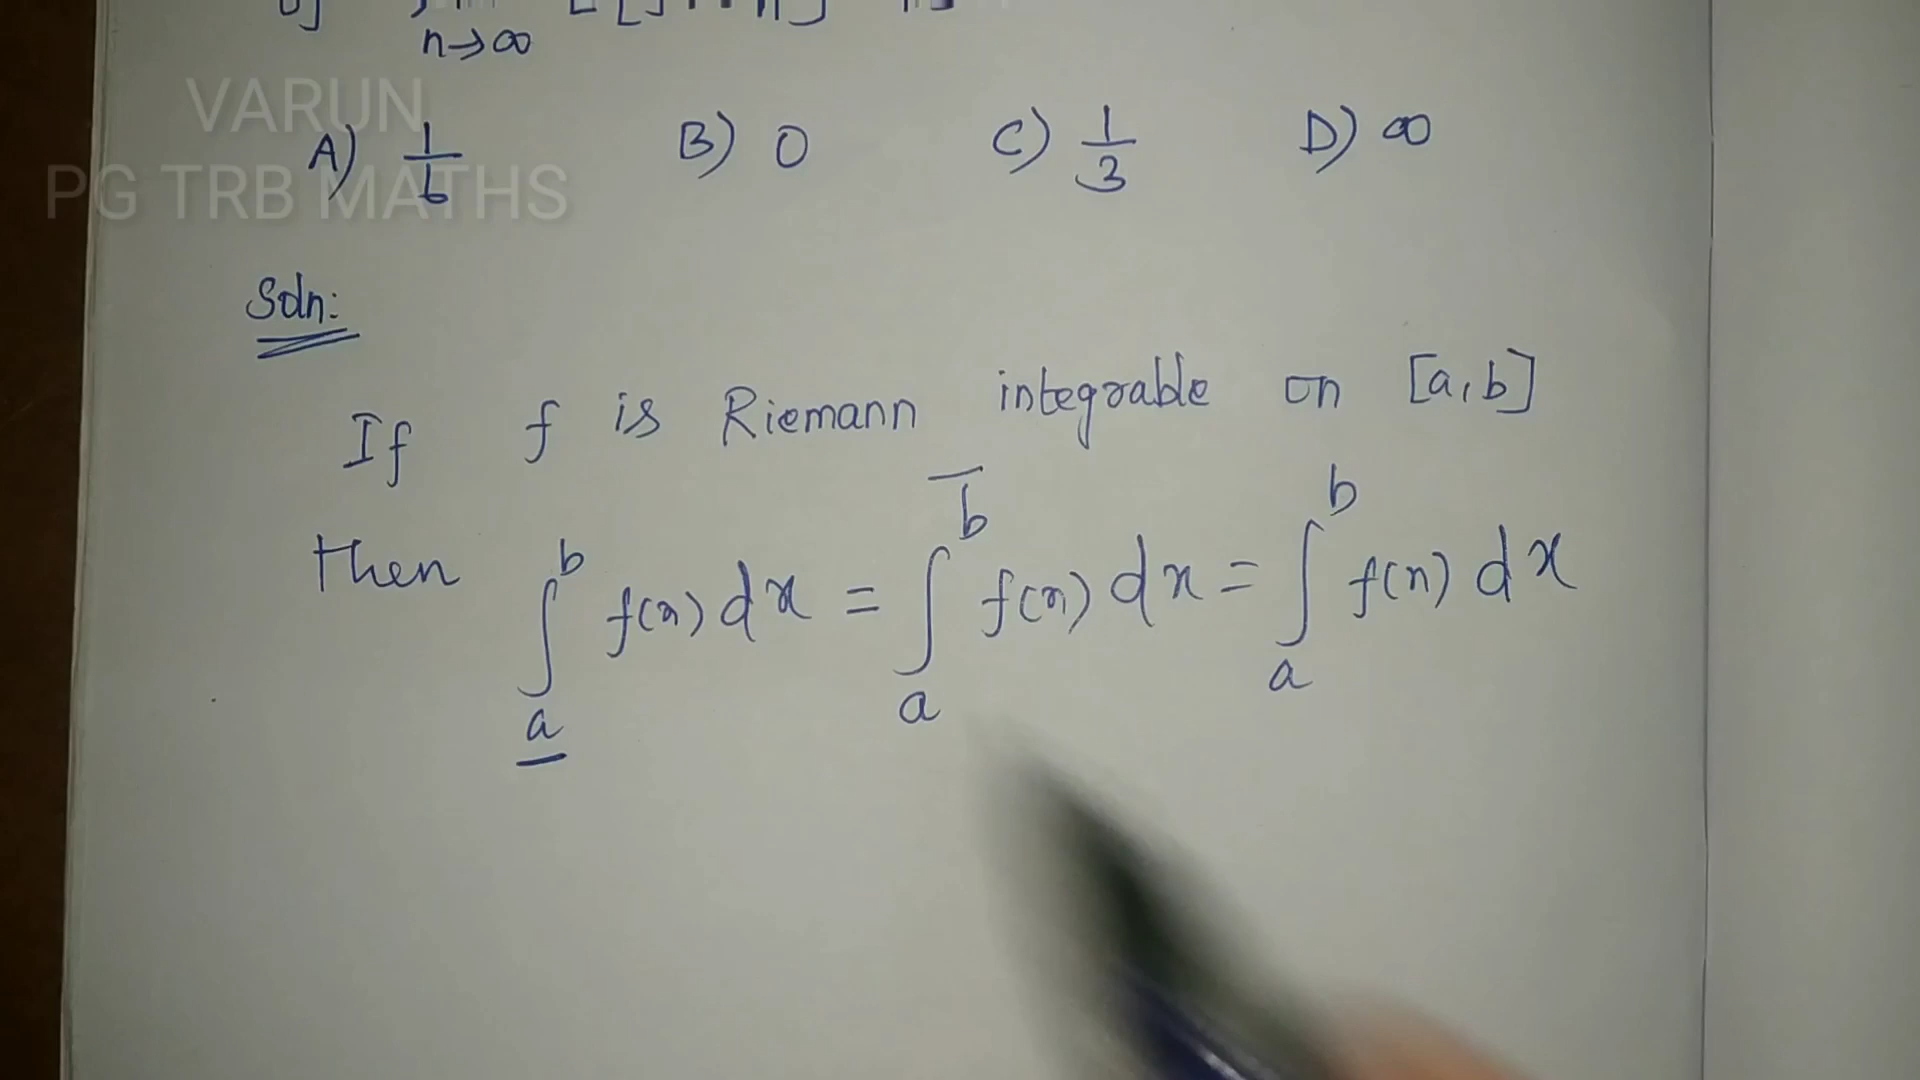 n→∞
VARUN
PG TRB MATHS
A) 1/6 B) 0 C) 1/3 D) ∞
Soln:
If f is Riemann integrable on [a,b]
then ∫_a̲^b f(x) dx = ∫_a^b̅ f(x) dx = ∫_a^b f(x) dx